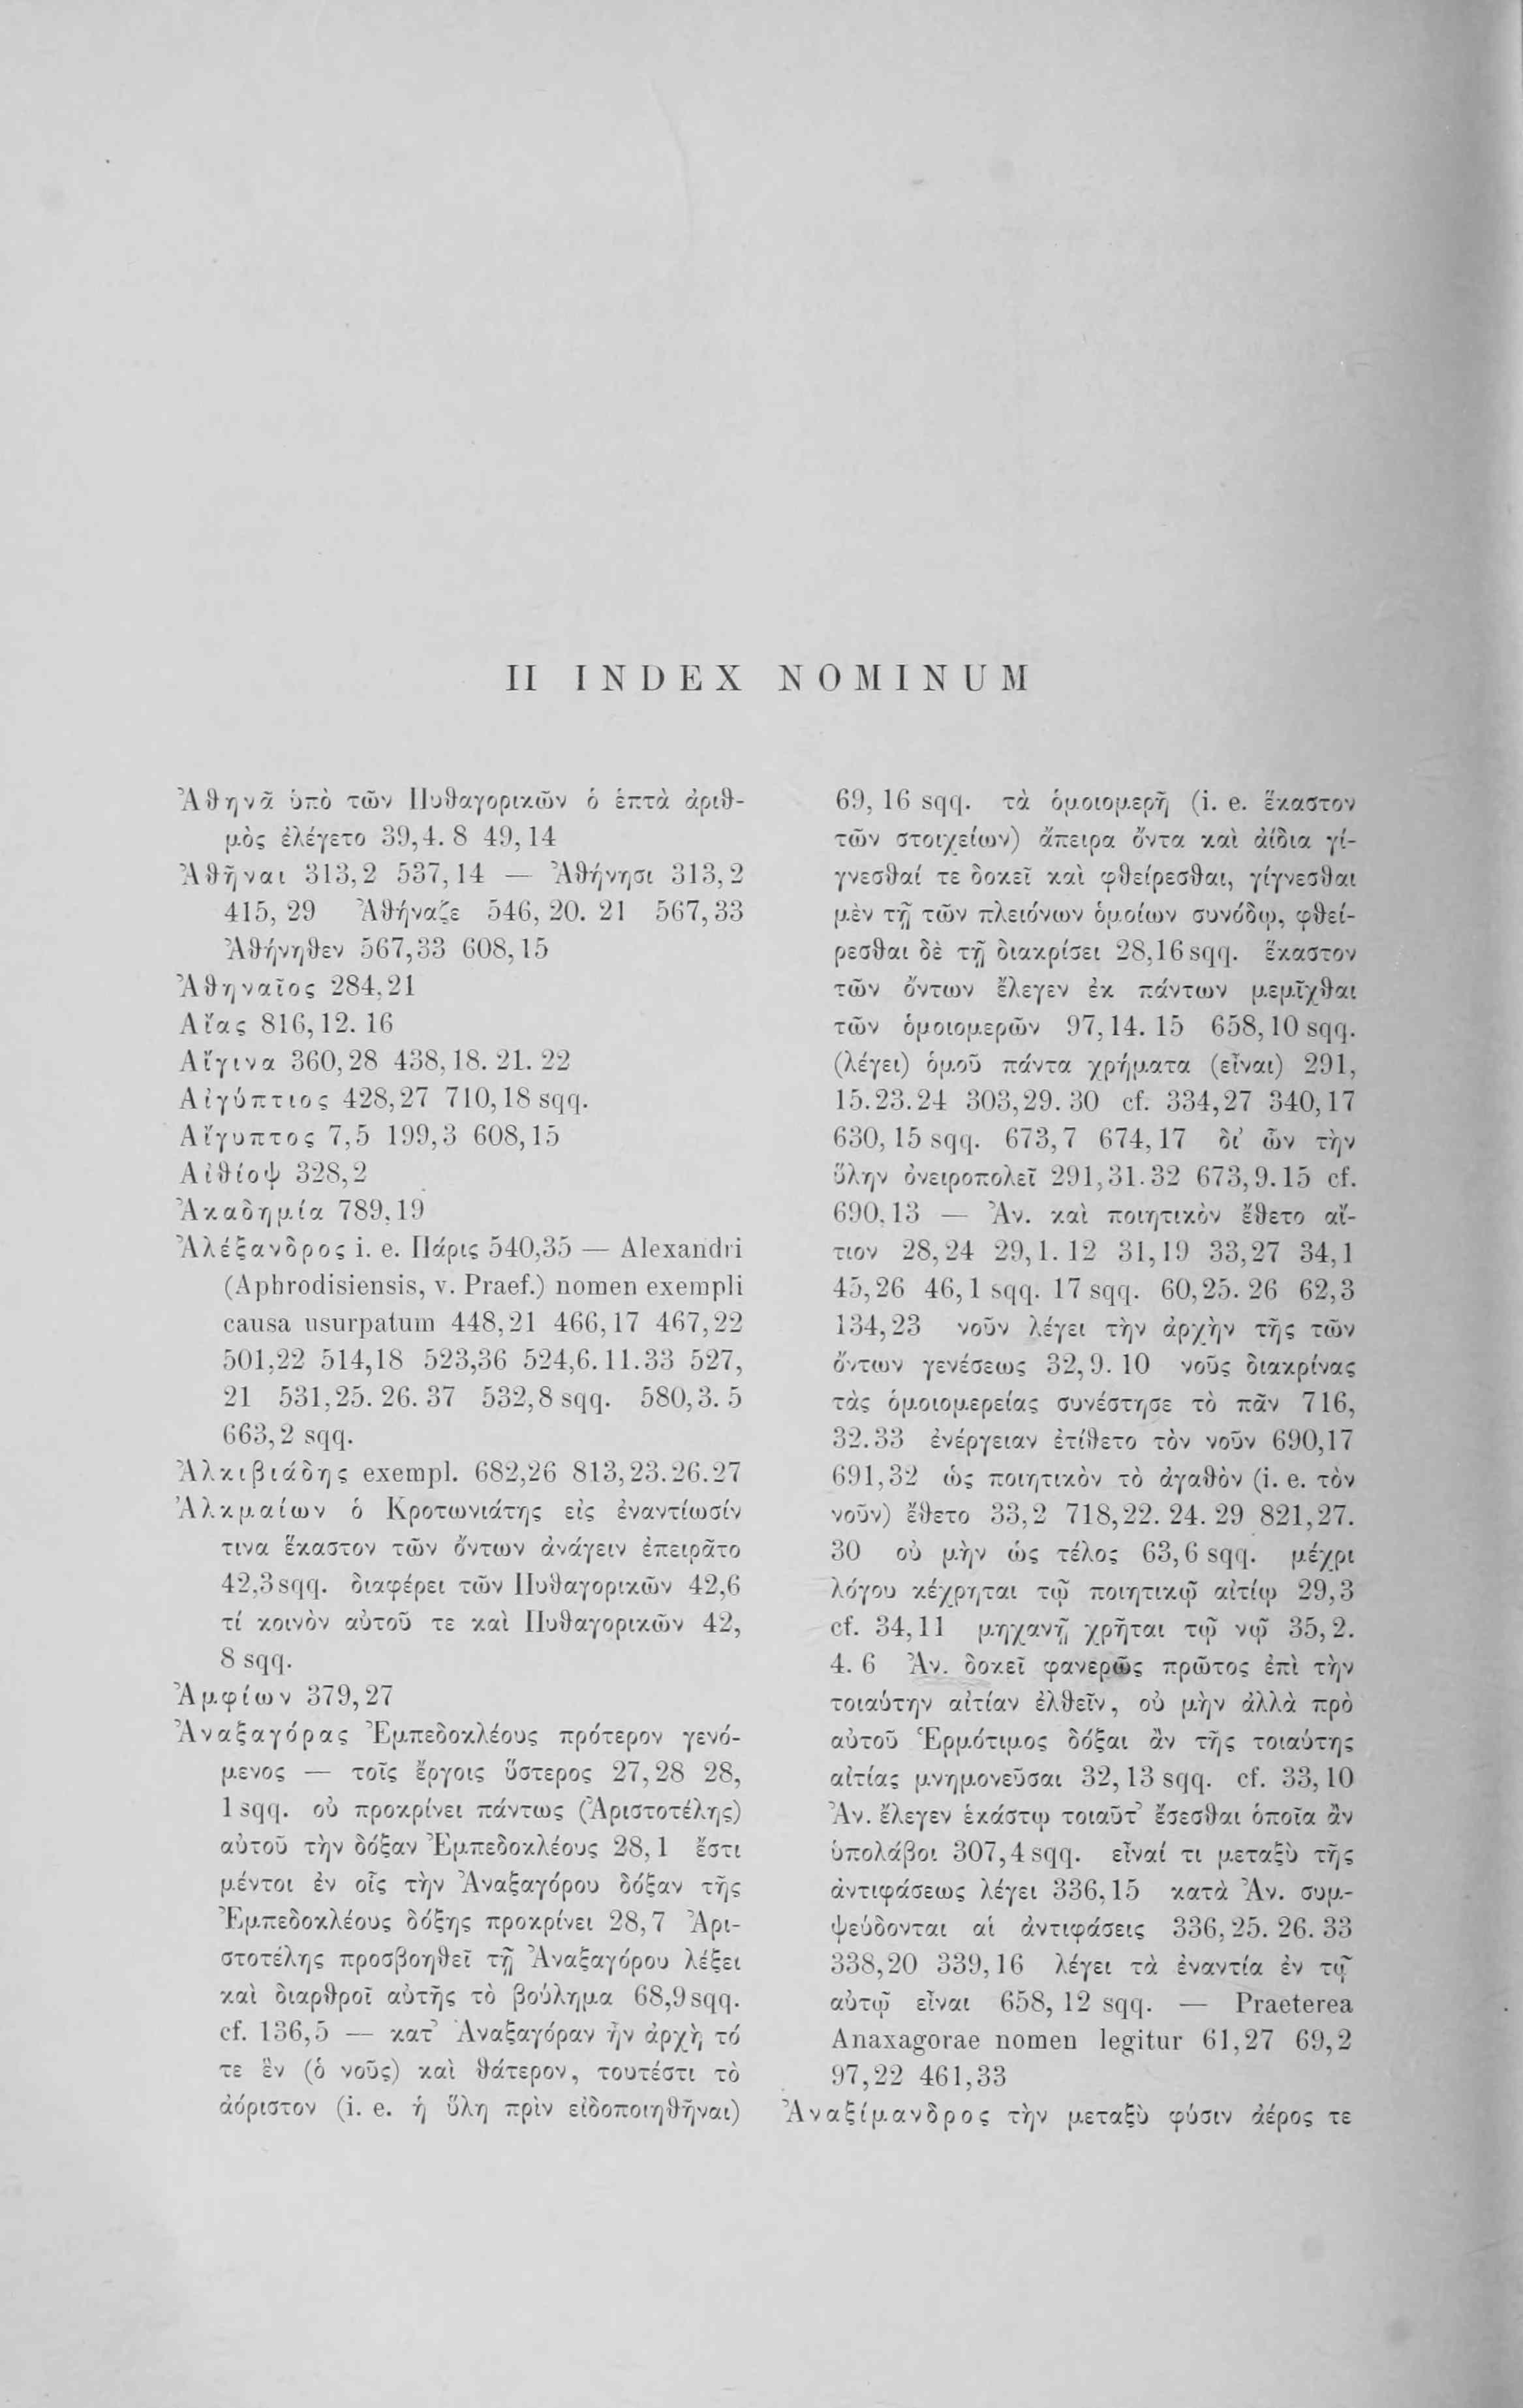 II INDEX NOMINUM
Ἀθηνᾶ ὑπὸ τῶν Πυθαγορικῶν ὁ ἑπτὰ ἀριθ-
μὸς ἐλέγετο 39,4. 8 49,14
Ἀθῆναι 313,2 537,14 — Ἀθήνησι 313,2
415,29 Ἀθήναζε 546,20. 21 567,33
Ἀθήνηθεν 567,33 608,15
Ἀθηναῖος 284,21
Αἴας 816,12. 16
Αἴγινα 360,28 438,18. 21. 22
Αἰγύπτιος 428,27 710,18 sqq.
Αἴγυπτος 7,5 199,3 608,15
Αἰθίοψ 328,2
Ἀκαδημία 789,19
Ἀλέξανδρος i. e. Πάρις 540,35 — Alexandri
(Aphrodisiensis, v. Praef.) nomen exempli
causa usurpatum 448,21 466,17 467,22
501,22 514,18 523,36 524,6.11.33 527,
21 531,25. 26. 37 532,8 sqq. 580,3. 5
663,2 sqq.
Ἀλκιβιάδης exempl. 682,26 813,23.26.27
Ἀλκμαίων ὁ Κροτωνιάτης εἰς ἐναντίωσίν
τινα ἕκαστον τῶν ὄντων ἀνάγειν ἐπειρᾶτο
42,3 sqq. διαφέρει τῶν Πυθαγορικῶν 42,6
τί κοινὸν αὐτοῦ τε καὶ Πυθαγορικῶν 42,
8 sqq.
Ἀμφίων 379,27
Ἀναξαγόρας Ἐμπεδοκλέους πρότερον γενό-
μενος — τοῖς ἔργοις ὕστερος 27,28 28,
1 sqq. οὐ προκρίνει πάντως (Ἀριστοτέλης)
αὐτοῦ τὴν δόξαν Ἐμπεδοκλέους 28,1 ἔστι
μέντοι ἐν οἷς τὴν Ἀναξαγόρου δόξαν τῆς
Ἐμπεδοκλέους δόξης προκρίνει 28,7 Ἀρι-
στοτέλης προσβοηθεῖ τῇ Ἀναξαγόρου λέξει
καὶ διαρθροῖ αὐτῆς τὸ βούλημα 68,9 sqq.
cf. 136,5 — κατ’ Ἀναξαγόραν ἦν ἀρχὴ τό
τε ἓν (ὁ νοῦς) καὶ θάτερον, τουτέστι τὸ
ἀόριστον (i. e. ἡ ὕλη πρὶν εἰδοποιηθῆναι)
69,16 sqq. τὰ ὁμοιομερῆ (i. e. ἕκαστον
τῶν στοιχείων) ἄπειρα ὄντα καὶ ἀίδια γί-
γνεσθαί τε δοκεῖ καὶ φθείρεσθαι, γίγνεσθαι
μὲν τῇ τῶν πλειόνων ὁμοίων συνόδῳ, φθεί-
ρεσθαι δὲ τῇ διακρίσει 28,16 sqq. ἕκαστον
τῶν ὄντων ἔλεγεν ἐκ πάντων μεμῖχθαι
τῶν ὁμοιομερῶν 97,14. 15 658,10 sqq.
(λέγει) ὁμοῦ πάντα χρήματα (εἶναι) 291,
15.23.24 303,29. 30 cf. 334,27 340,17
630,15 sqq. 673,7 674,17 δι’ ὧν τὴν
ὕλην ὀνειροπολεῖ 291,31.32 673,9.15 cf.
690,13 — Ἀν. καὶ ποιητικὸν ἔθετο αἴ-
τιον 28,24 29,1. 12 31,19 33,27 34,1
45,26 46,1 sqq. 17 sqq. 60,25. 26 62,3
134,23 νοῦν λέγει τὴν ἀρχὴν τῆς τῶν
ὄντων γενέσεως 32,9. 10 νοῦς διακρίνας
τὰς ὁμοιομερείας συνέστησε τὸ πᾶν 716,
32.33 ἐνέργειαν ἐτίθετο τὸν νοῦν 690,17
691,32 ὡς ποιητικὸν τὸ ἀγαθὸν (i. e. τὸν
νοῦν) ἔθετο 33,2 718,22. 24. 29 821,27.
30 οὐ μὴν ὡς τέλος 63,6 sqq. μέχρι
λόγου κέχρηται τῷ ποιητικῷ αἰτίῳ 29,3
cf. 34,11 μηχανῇ χρῆται τῷ νῷ 35,2.
4. 6 Ἀν. δοκεῖ φανερῶς πρῶτος ἐπὶ τὴν
τοιαύτην αἰτίαν ἐλθεῖν, οὐ μὴν ἀλλὰ πρὸ
αὐτοῦ Ἑρμότιμος δόξαι ἂν τῆς τοιαύτης
αἰτίας μνημονεῦσαι 32,13 sqq. cf. 33,10
Ἀν. ἔλεγεν ἑκάστῳ τοιαῦτ’ ἔσεσθαι ὁποῖα ἂν
ὑπολάβοι 307,4 sqq. εἶναί τι μεταξὺ τῆς
ἀντιφάσεως λέγει 336,15 κατὰ Ἀν. συμ-
ψεύδονται αἱ ἀντιφάσεις 336,25. 26. 33
338,20 339,16 λέγει τὰ ἐναντία ἐν τῷ
αὐτῷ εἶναι 658, 12 sqq. — Praeterea
Anaxagorae nomen legitur 61,27 69,2
97,22 461,33
Ἀναξίμανδρος τὴν μεταξὺ φύσιν ἀέρος τε